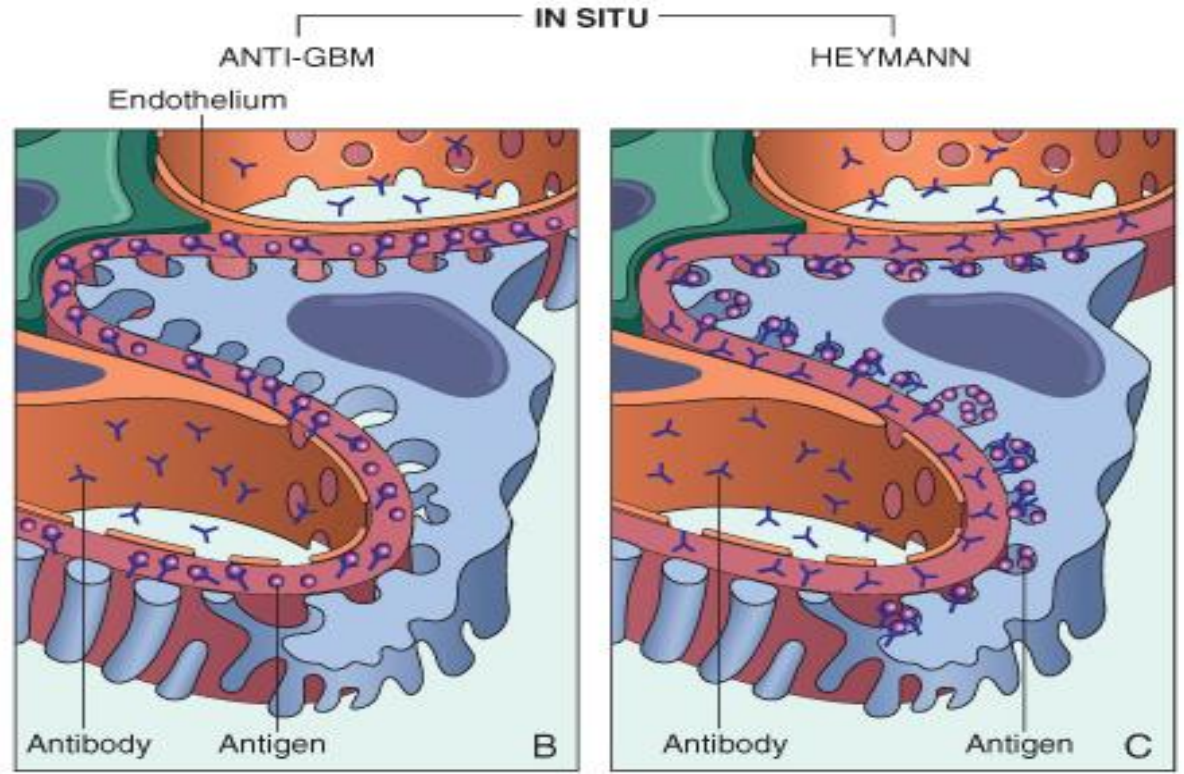 IN SITU
ANTI-GBM
HEYMANN
Endothelium
Antibody
Antigen
B
Antibody
Antigen
C